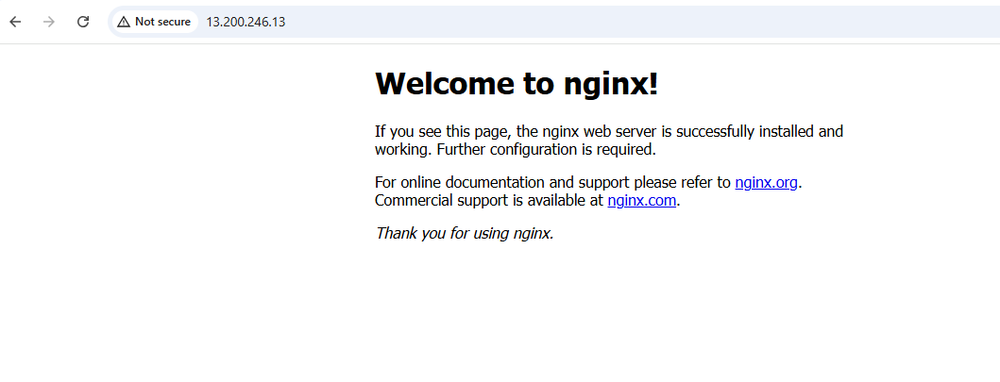 Not secure 13.200.246.13
Welcome to nginx!
If you see this page, the nginx web server is successfully installed and
working. Further configuration is required.
For online documentation and support please refer to nginx.org.
Commercial support is available at nginx.com.
Thank you for using nginx.